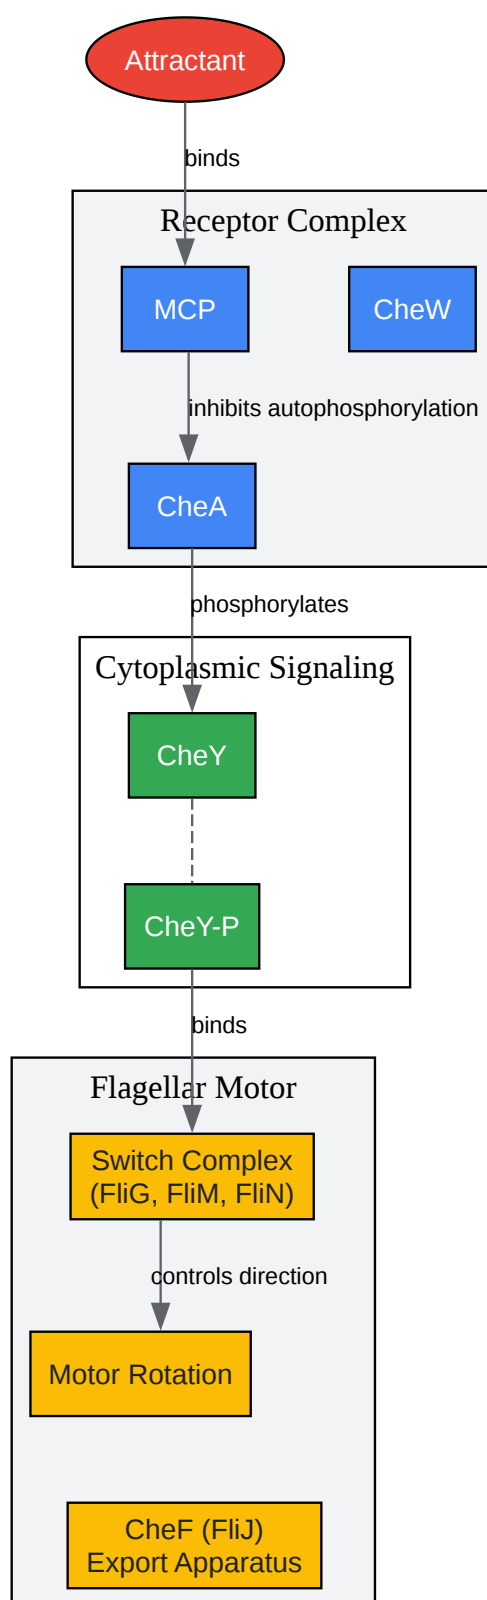 Attractant
binds
Receptor Complex
MCP
CheW
inhibits autophosphorylation
CheA
phosphorylates
Cytoplasmic Signaling
CheY
CheY-P
binds
Flagellar Motor
Switch Complex
(FliG, FliM, FliN)
controls direction
Motor Rotation
CheF (FliJ)
Export Apparatus